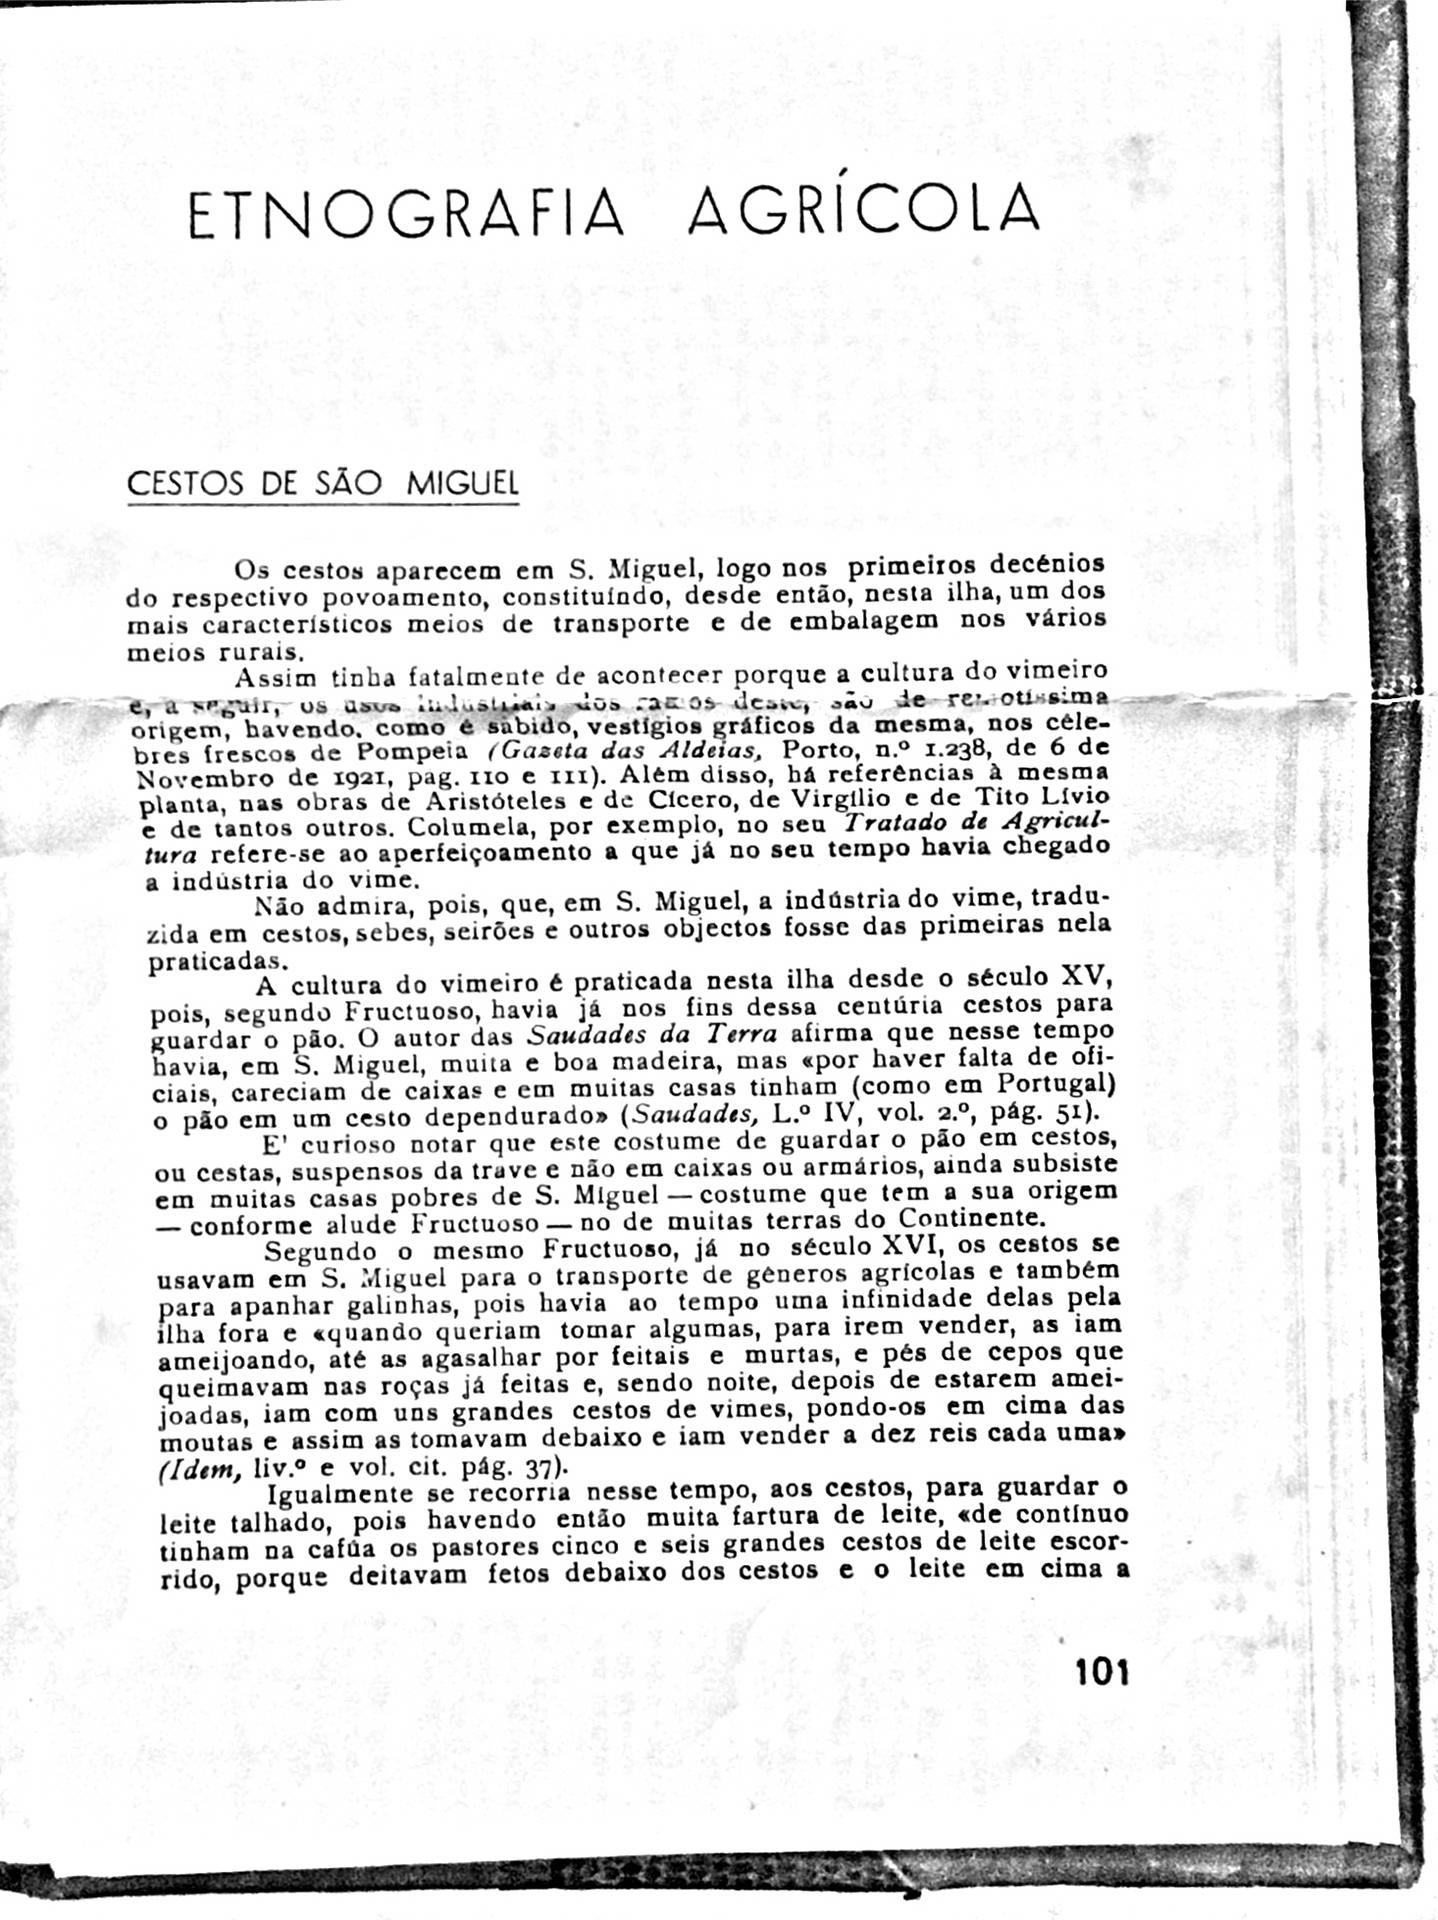 ETNOGRAFIA AGRÍCOLA
CESTOS DE SÃO MIGUEL
Os cestos aparecem em S. Miguel, logo nos primeiros decénios
do respectivo povoamento, constituíndo, desde então, nesta ilha, um dos
mais característicos meios de transporte e de embalagem nos vários
meios rurais.
Assim tinha fatalmente de acontecer porque a cultura do vimeiro
e, a seguir, os usos industriais dos ramos deste, são de remotíssima
origem, havendo, como é sabido, vestígios gráficos da mesma, nos céle-
bres frescos de Pompeia (Gazeta das Aldeias, Porto, n.º 1.238, de 6 de
Novembro de 1921, pag. 110 e 111). Além disso, há referências à mesma
planta, nas obras de Aristóteles e de Cícero, de Virgílio e de Tito Lívio
e de tantos outros. Columela, por exemplo, no seu Tratado de Agricul-
tura refere-se ao aperfeiçoamento a que já no seu tempo havia chegado
a indústria do vime.
Não admira, pois, que, em S. Miguel, a indústria do vime, tradu-
zida em cestos, sebes, seirões e outros objectos fosse das primeiras nela
praticadas.
A cultura do vimeiro é praticada nesta ilha desde o século XV,
pois, segundo Fructuoso, havia já nos fins dessa centúria cestos para
guardar o pão. O autor das Saudades da Terra afirma que nesse tempo
havia, em S. Miguel, muita e boa madeira, mas «por haver falta de ofi-
ciais, careciam de caixas e em muitas casas tinham (como em Portugal)
o pão em um cesto dependurado» (Saudades, L.º IV, vol. 2.º, pág. 51).
E' curioso notar que este costume de guardar o pão em cestos,
ou cestas, suspensos da trave e não em caixas ou armários, ainda subsiste
em muitas casas pobres de S. Miguel — costume que tem a sua origem
— conforme alude Fructuoso — no de muitas terras do Continente.
Segundo o mesmo Fructuoso, já no século XVI, os cestos se
usavam em S. Miguel para o transporte de géneros agrícolas e também
para apanhar galinhas, pois havia ao tempo uma infinidade delas pela
ilha fora e «quando queriam tomar algumas, para irem vender, as iam
ameijoando, até as agasalhar por feitais e murtas, e pés de cepos que
queimavam nas roças já feitas e, sendo noite, depois de estarem amei-
joadas, iam com uns grandes cestos de vimes, pondo-os em cima das
moutas e assim as tomavam debaixo e iam vender a dez reis cada uma»
(Idem, liv.º e vol. cit. pág. 37).
Igualmente se recorria nesse tempo, aos cestos, para guardar o
leite talhado, pois havendo então muita fartura de leite, «de contínuo
tinham na cafúa os pastores cinco e seis grandes cestos de leite escor-
rido, porque deitavam fetos debaixo dos cestos e o leite em cima a
101